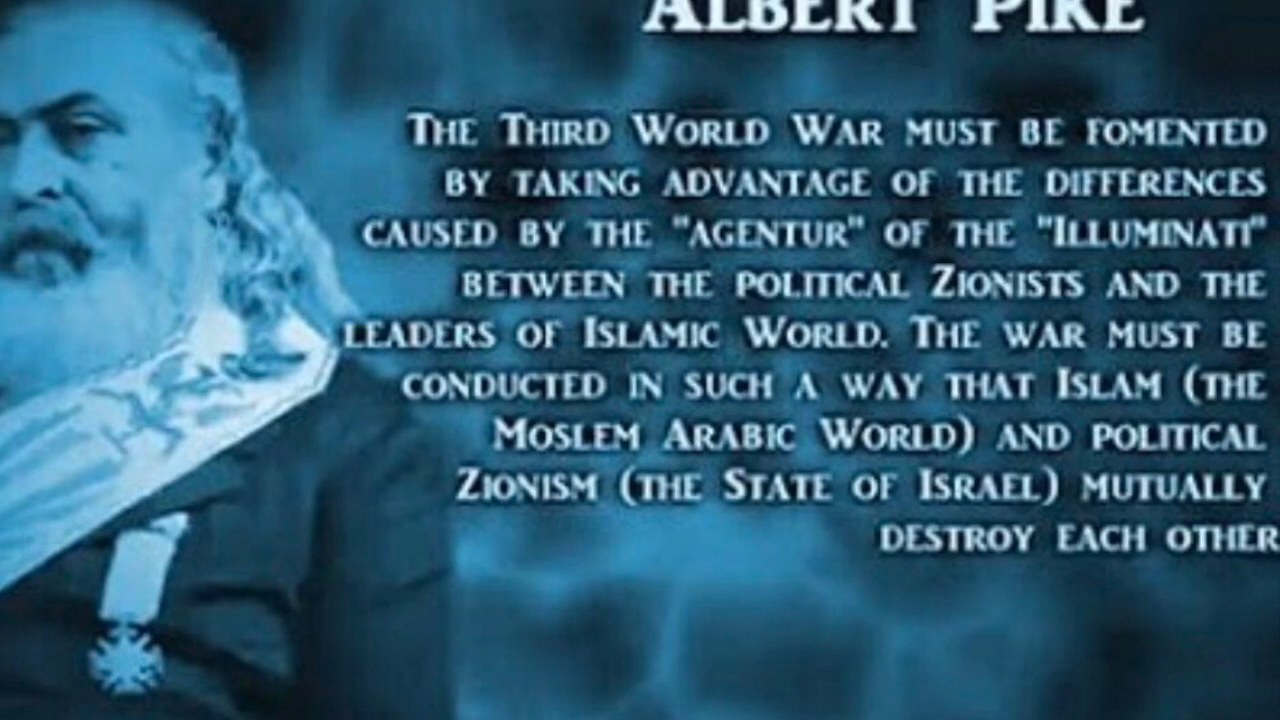 ALBERT PIKE
THE THIRD WORLD WAR MUST BE FOMENTED
BY TAKING ADVANTAGE OF THE DIFFERENCES
CAUSED BY THE "AGENTUR" OF THE "ILLUMINATI"
BETWEEN THE POLITICAL ZIONISTS AND THE
LEADERS OF ISLAMIC WORLD. THE WAR MUST BE
CONDUCTED IN SUCH A WAY THAT ISLAM (THE
MOSLEM ARABIC WORLD) AND POLITICAL
ZIONISM (THE STATE OF ISRAEL) MUTUALLY
DESTROY EACH OTHER